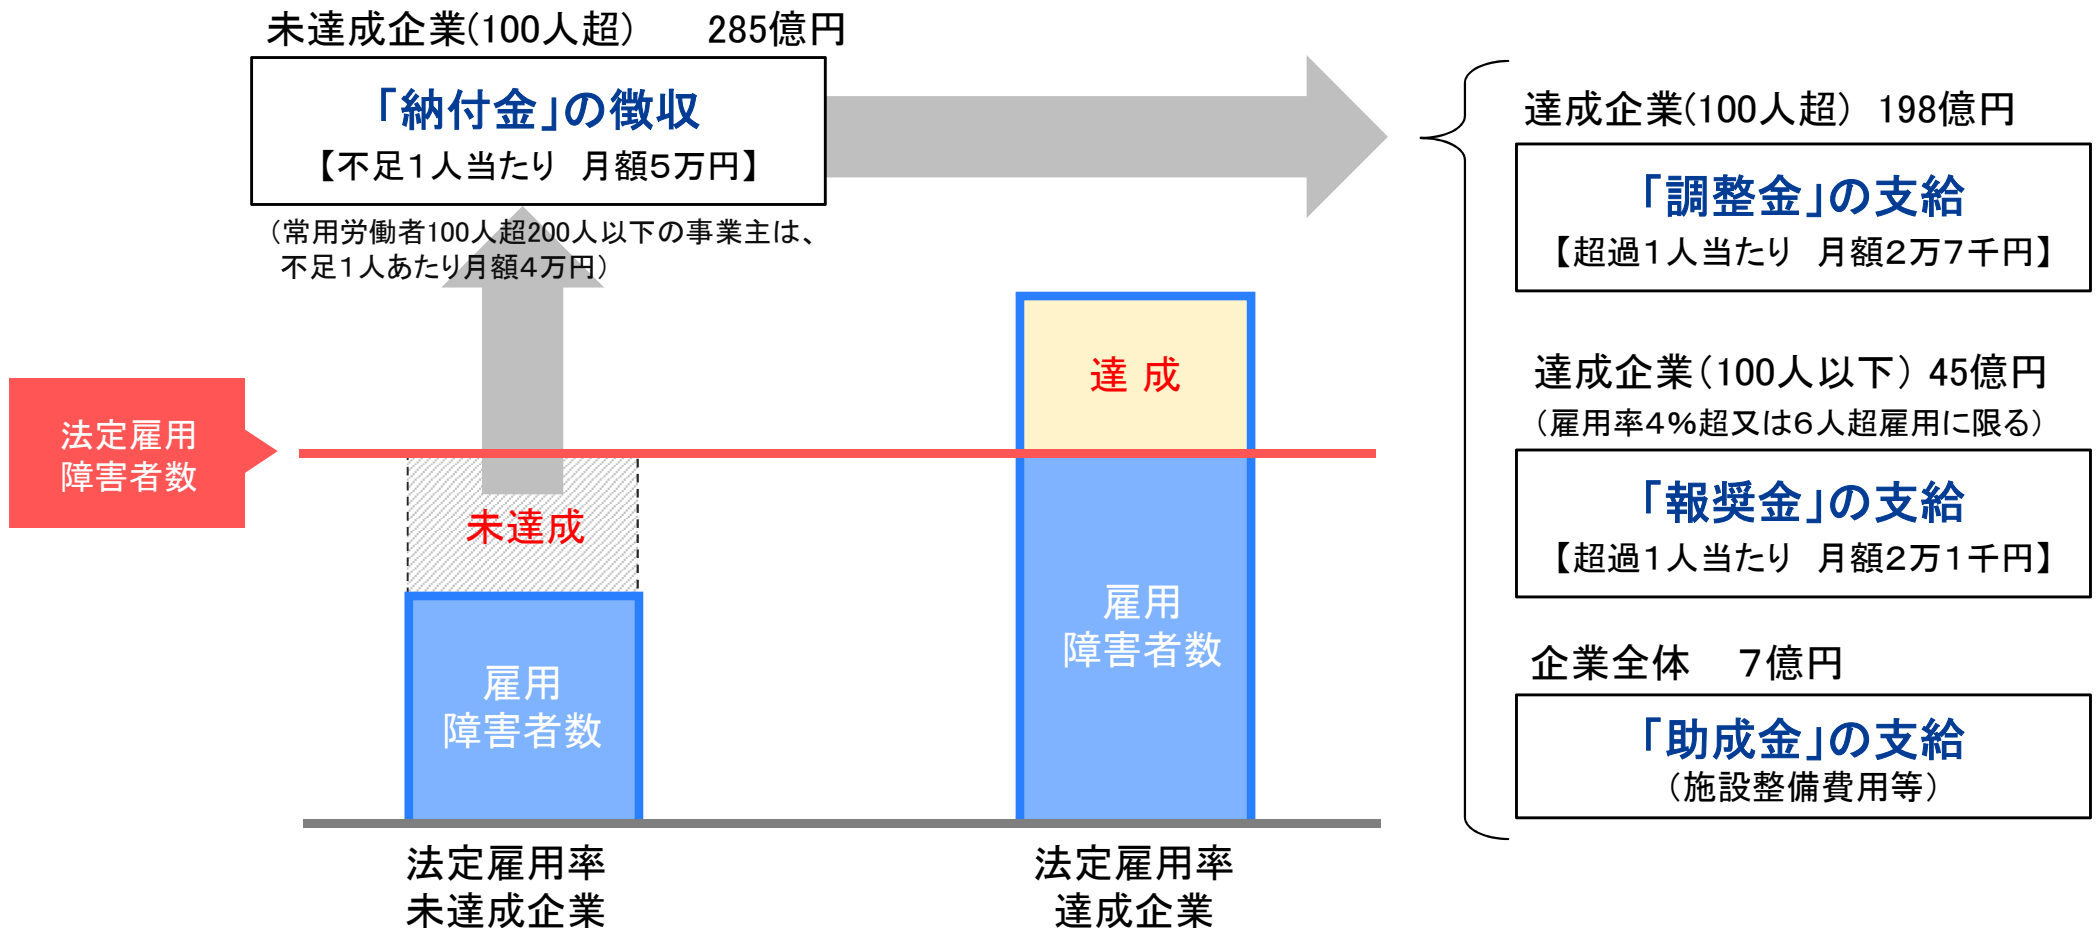 未達成企業(100人超)　285億円
「納付金」の徴収
【不足１人当たり　月額５万円】
（常用労働者100人超200人以下の事業主は、
不足１人あたり月額４万円）
法定雇用
障害者数
未達成
雇用
障害者数
達 成
雇用
障害者数
法定雇用率
未達成企業
法定雇用率
達成企業
達成企業(100人超)　198億円
「調整金」の支給
【超過１人当たり　月額２万７千円】
達成企業（100人以下）45億円
（雇用率４％超又は６人超雇用に限る）
「報奨金」の支給
【超過１人当たり　月額２万１千円】
企業全体　７億円
「助成金」の支給
（施設整備費用等）